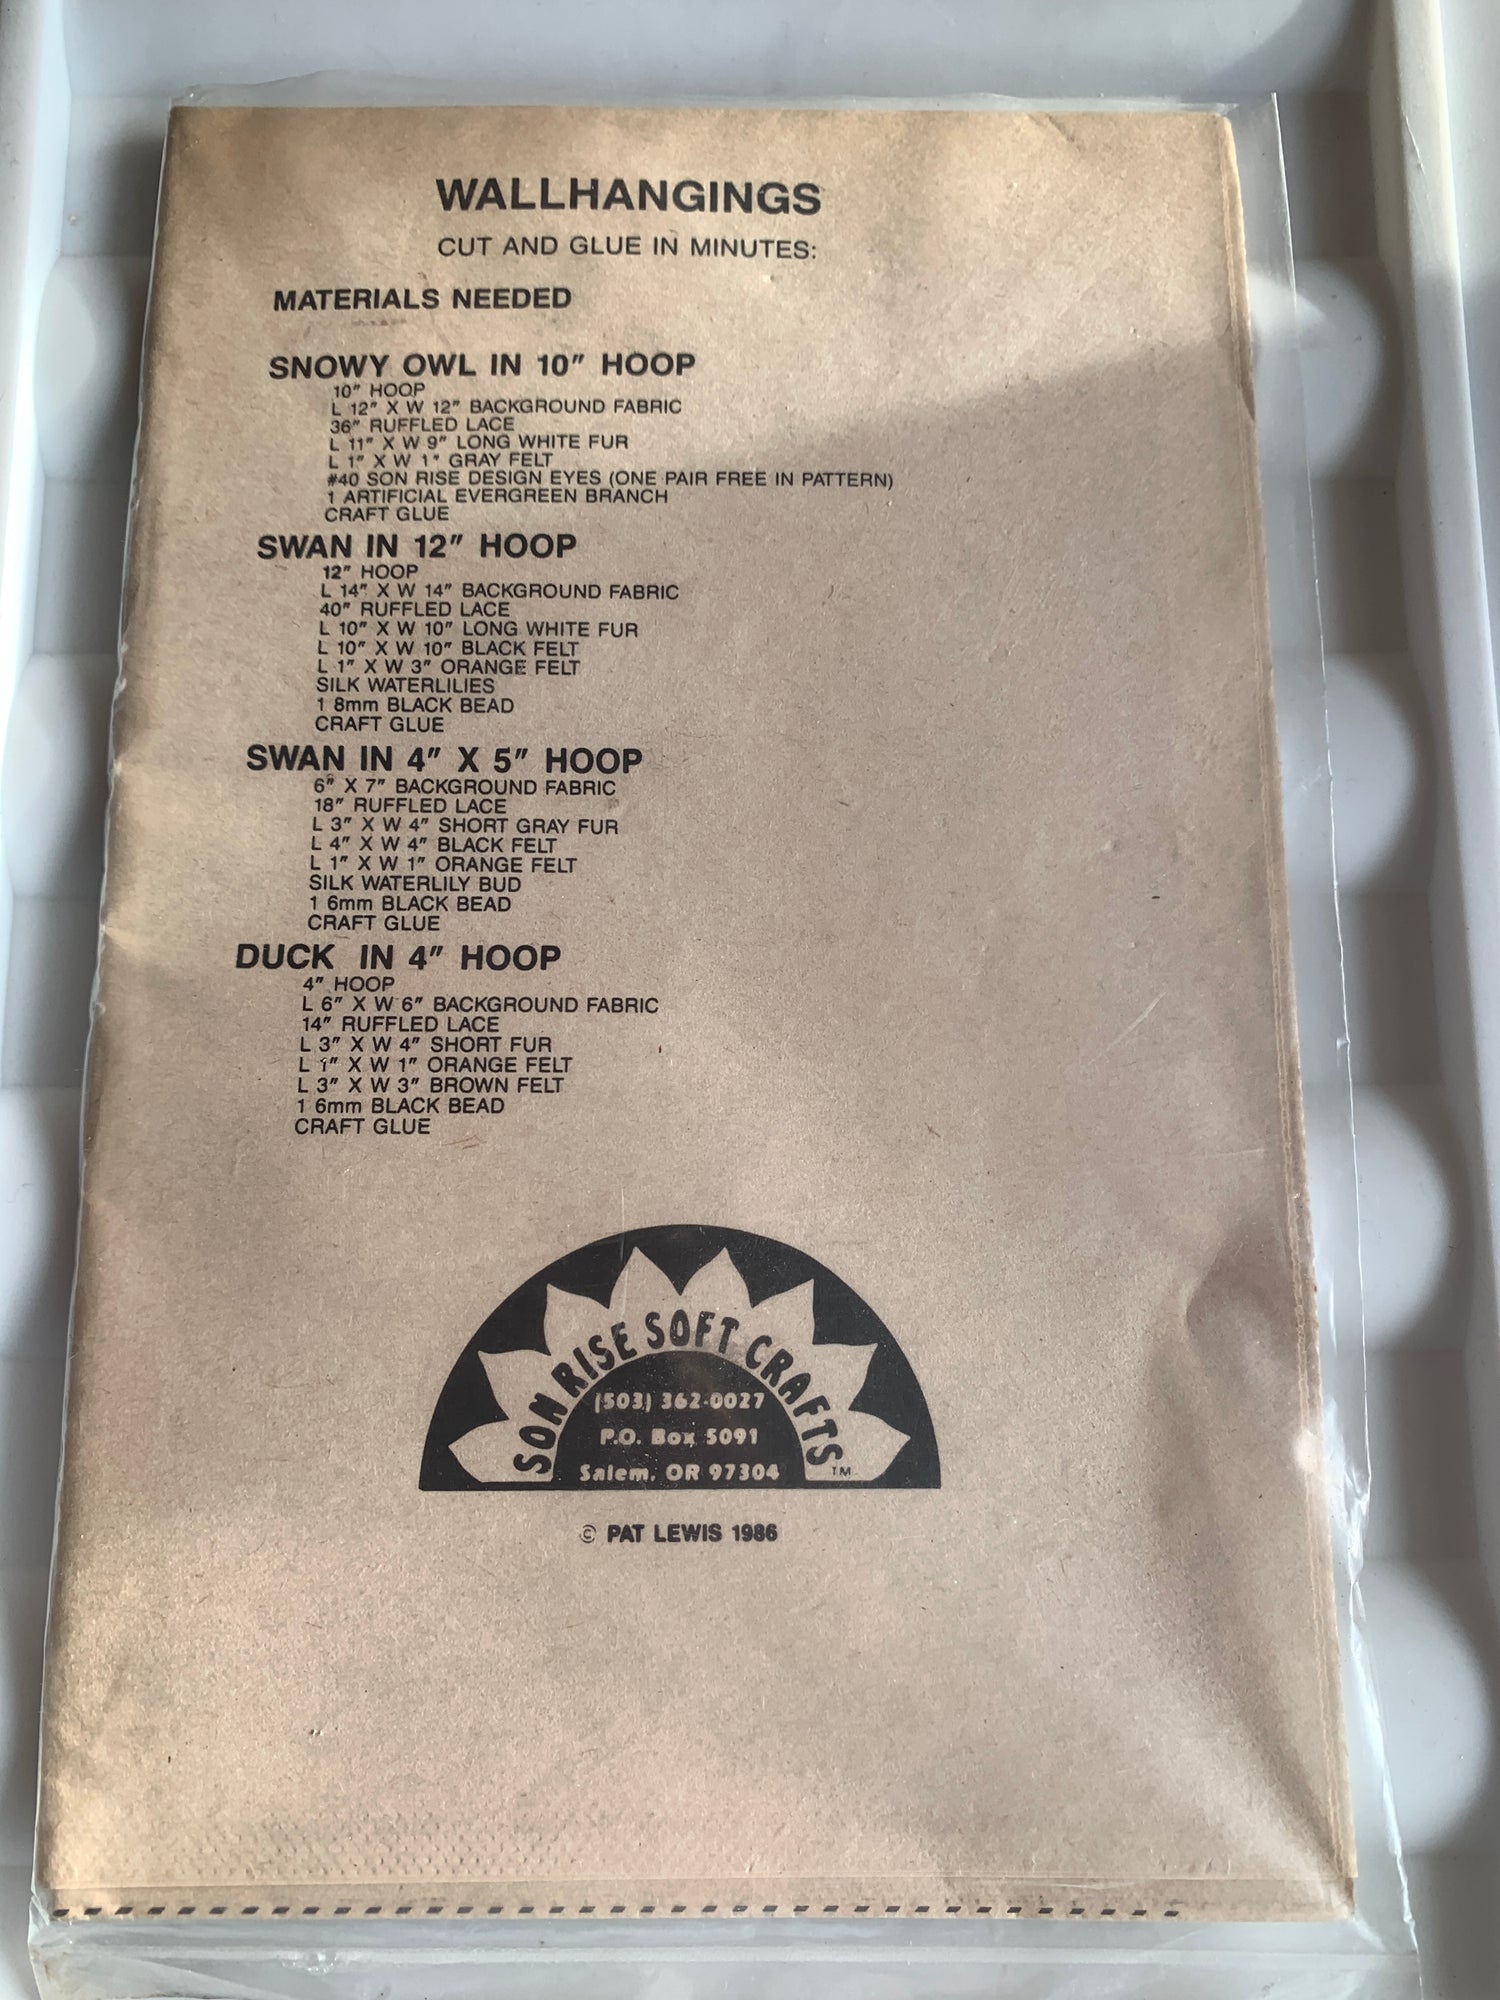 WALLHANGINGS
CUT AND GLUE IN MINUTES:
MATERIALS NEEDED
SNOWY OWL IN 10" HOOP
10" HOOP
L 12" X W 12" BACKGROUND FABRIC
36" RUFFLED LACE
L 11" X W 9" LONG WHITE FUR
L 1" X W 1" GRAY FELT
#40 SON RISE DESIGN EYES (ONE PAIR FREE IN PATTERN)
1 ARTIFICIAL EVERGREEN BRANCH
CRAFT GLUE
SWAN IN 12" HOOP
12" HOOP
L 14" X W 14" BACKGROUND FABRIC
40" RUFFLED LACE
L 10" X W 10" LONG WHITE FUR
L 10" X W 10" BLACK FELT
L 1" X W 3" ORANGE FELT
SILK WATERLILIES
1 8mm BLACK BEAD
CRAFT GLUE
SWAN IN 4" X 5" HOOP
6" X 7" BACKGROUND FABRIC
18" RUFFLED LACE
L 3" X W 4" SHORT GRAY FUR
L 4" X W 4" BLACK FELT
L 1" X W 1" ORANGE FELT
SILK WATERLILY BUD
1 6mm BLACK BEAD
CRAFT GLUE
DUCK IN 4" HOOP
4" HOOP
L 6" X W 6" BACKGROUND FABRIC
14" RUFFLED LACE
L 3" X W 4" SHORT FUR
L 1" X W 1" ORANGE FELT
L 3" X W 3" BROWN FELT
1 6mm BLACK BEAD
CRAFT GLUE
SON RISE SOFT CRAFTS™
(503) 362-0027
P.O. Box 5091
Salem, OR 97304
© PAT LEWIS 1986